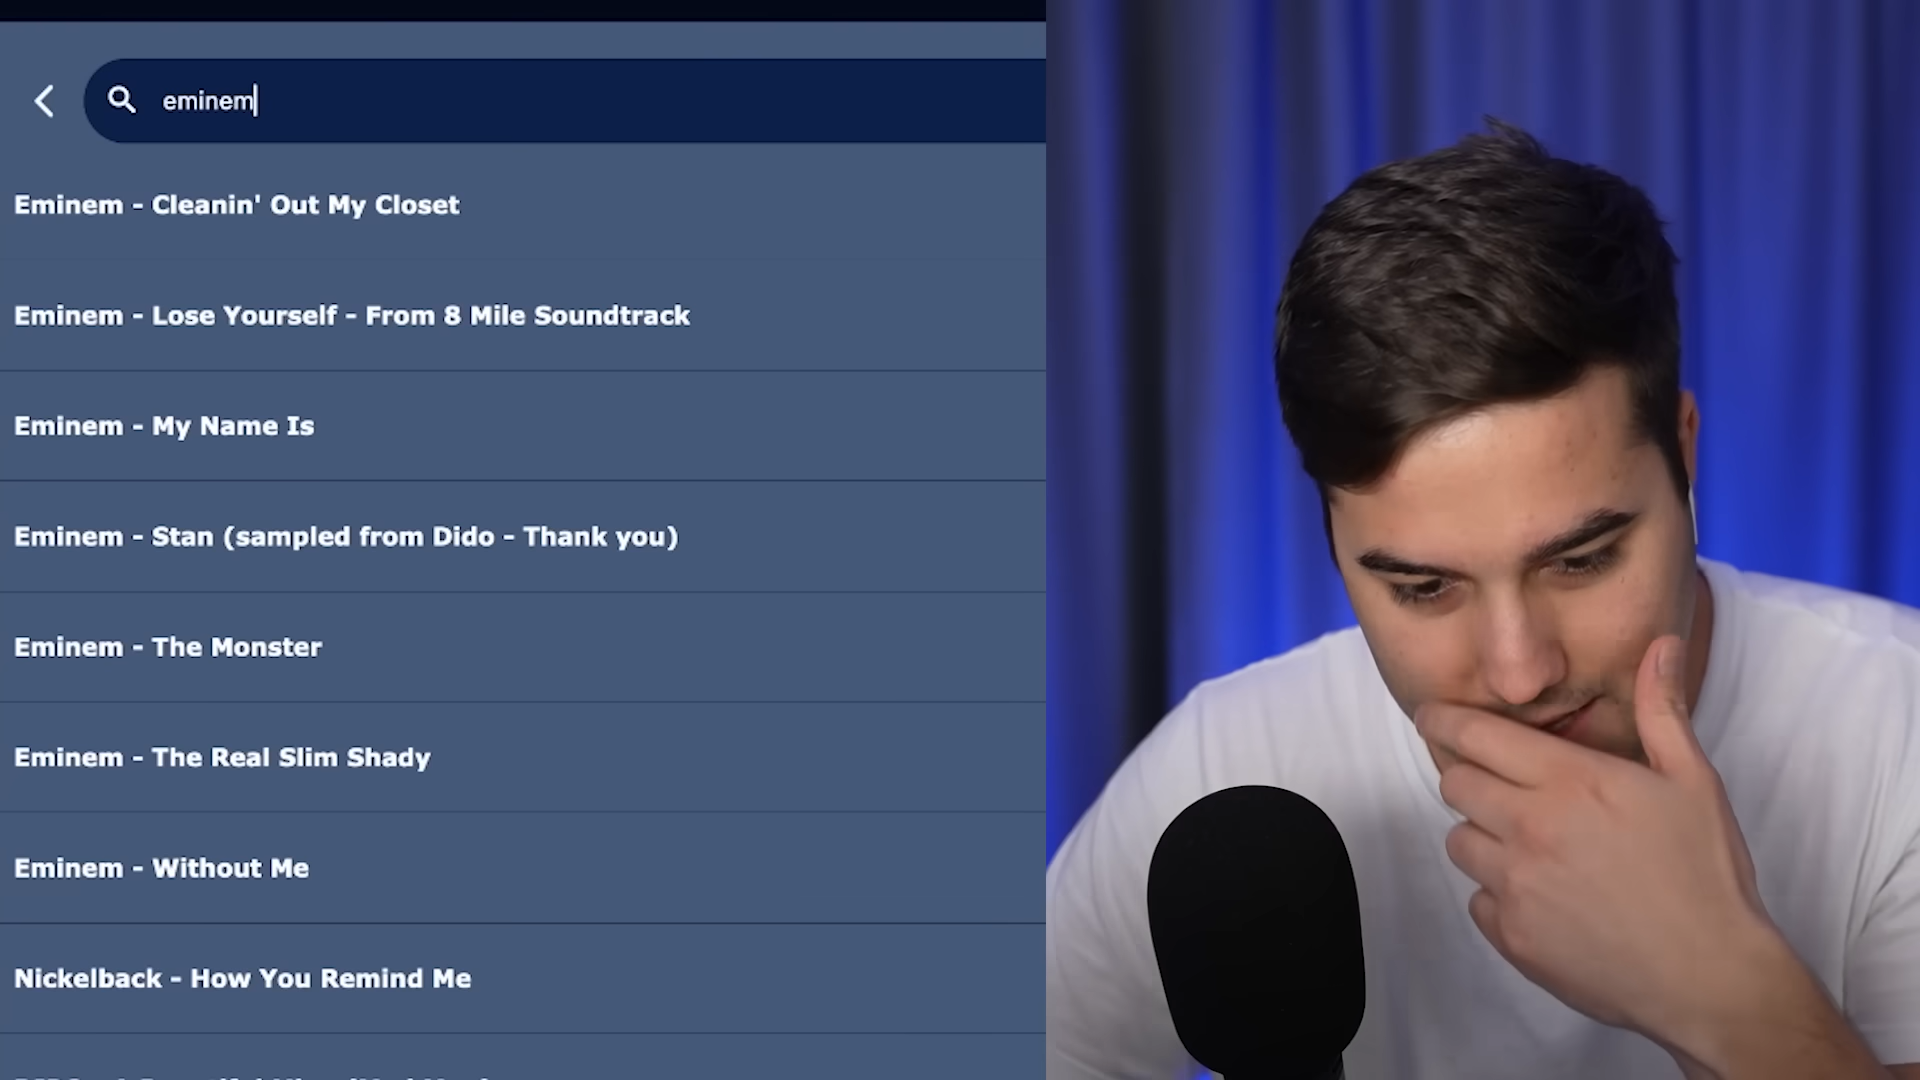 eminem
Eminem - Cleanin' Out My Closet
Eminem - Lose Yourself - From 8 Mile Soundtrack
Eminem - My Name Is
Eminem - Stan (sampled from Dido - Thank you)
Eminem - The Monster
Eminem - The Real Slim Shady
Eminem - Without Me
Nickelback - How You Remind Me